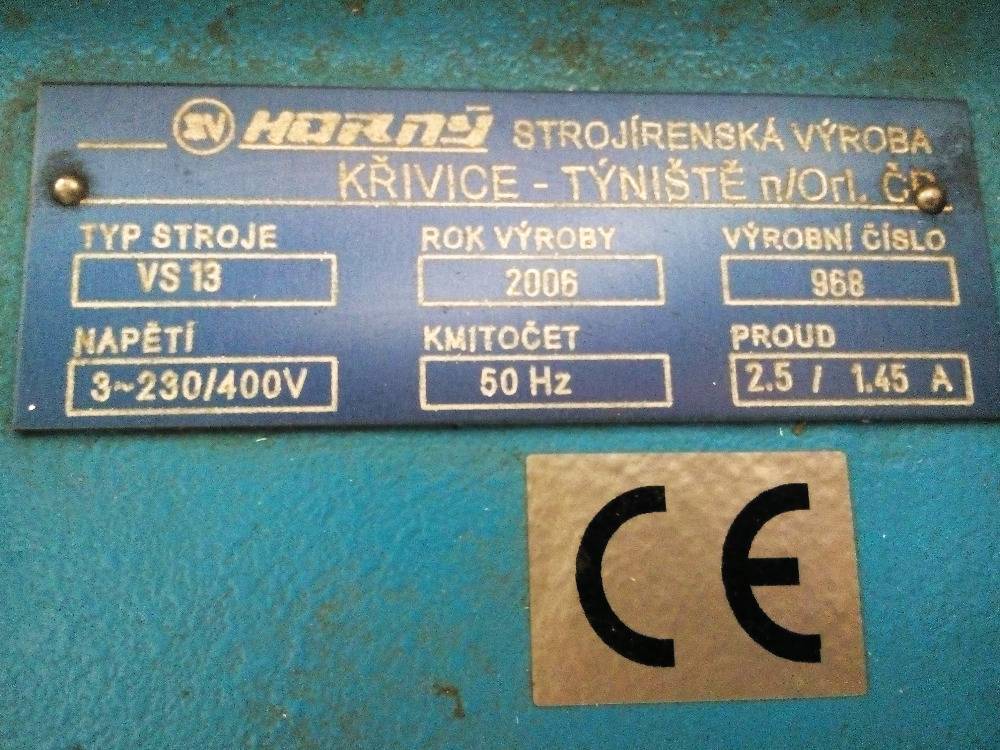 HORNÝ STROJÍRENSKÁ VÝROBA
KŘIVICE - TÝNIŠTĚ n/Orl. ČR
TYP STROJE ROK VÝROBY VÝROBNÍ ČÍSLO
VS 13 2006 968
NAPĚTÍ KMITOČET PROUD
3~230/400V 50 Hz 2.5 / 1.45 A
CE